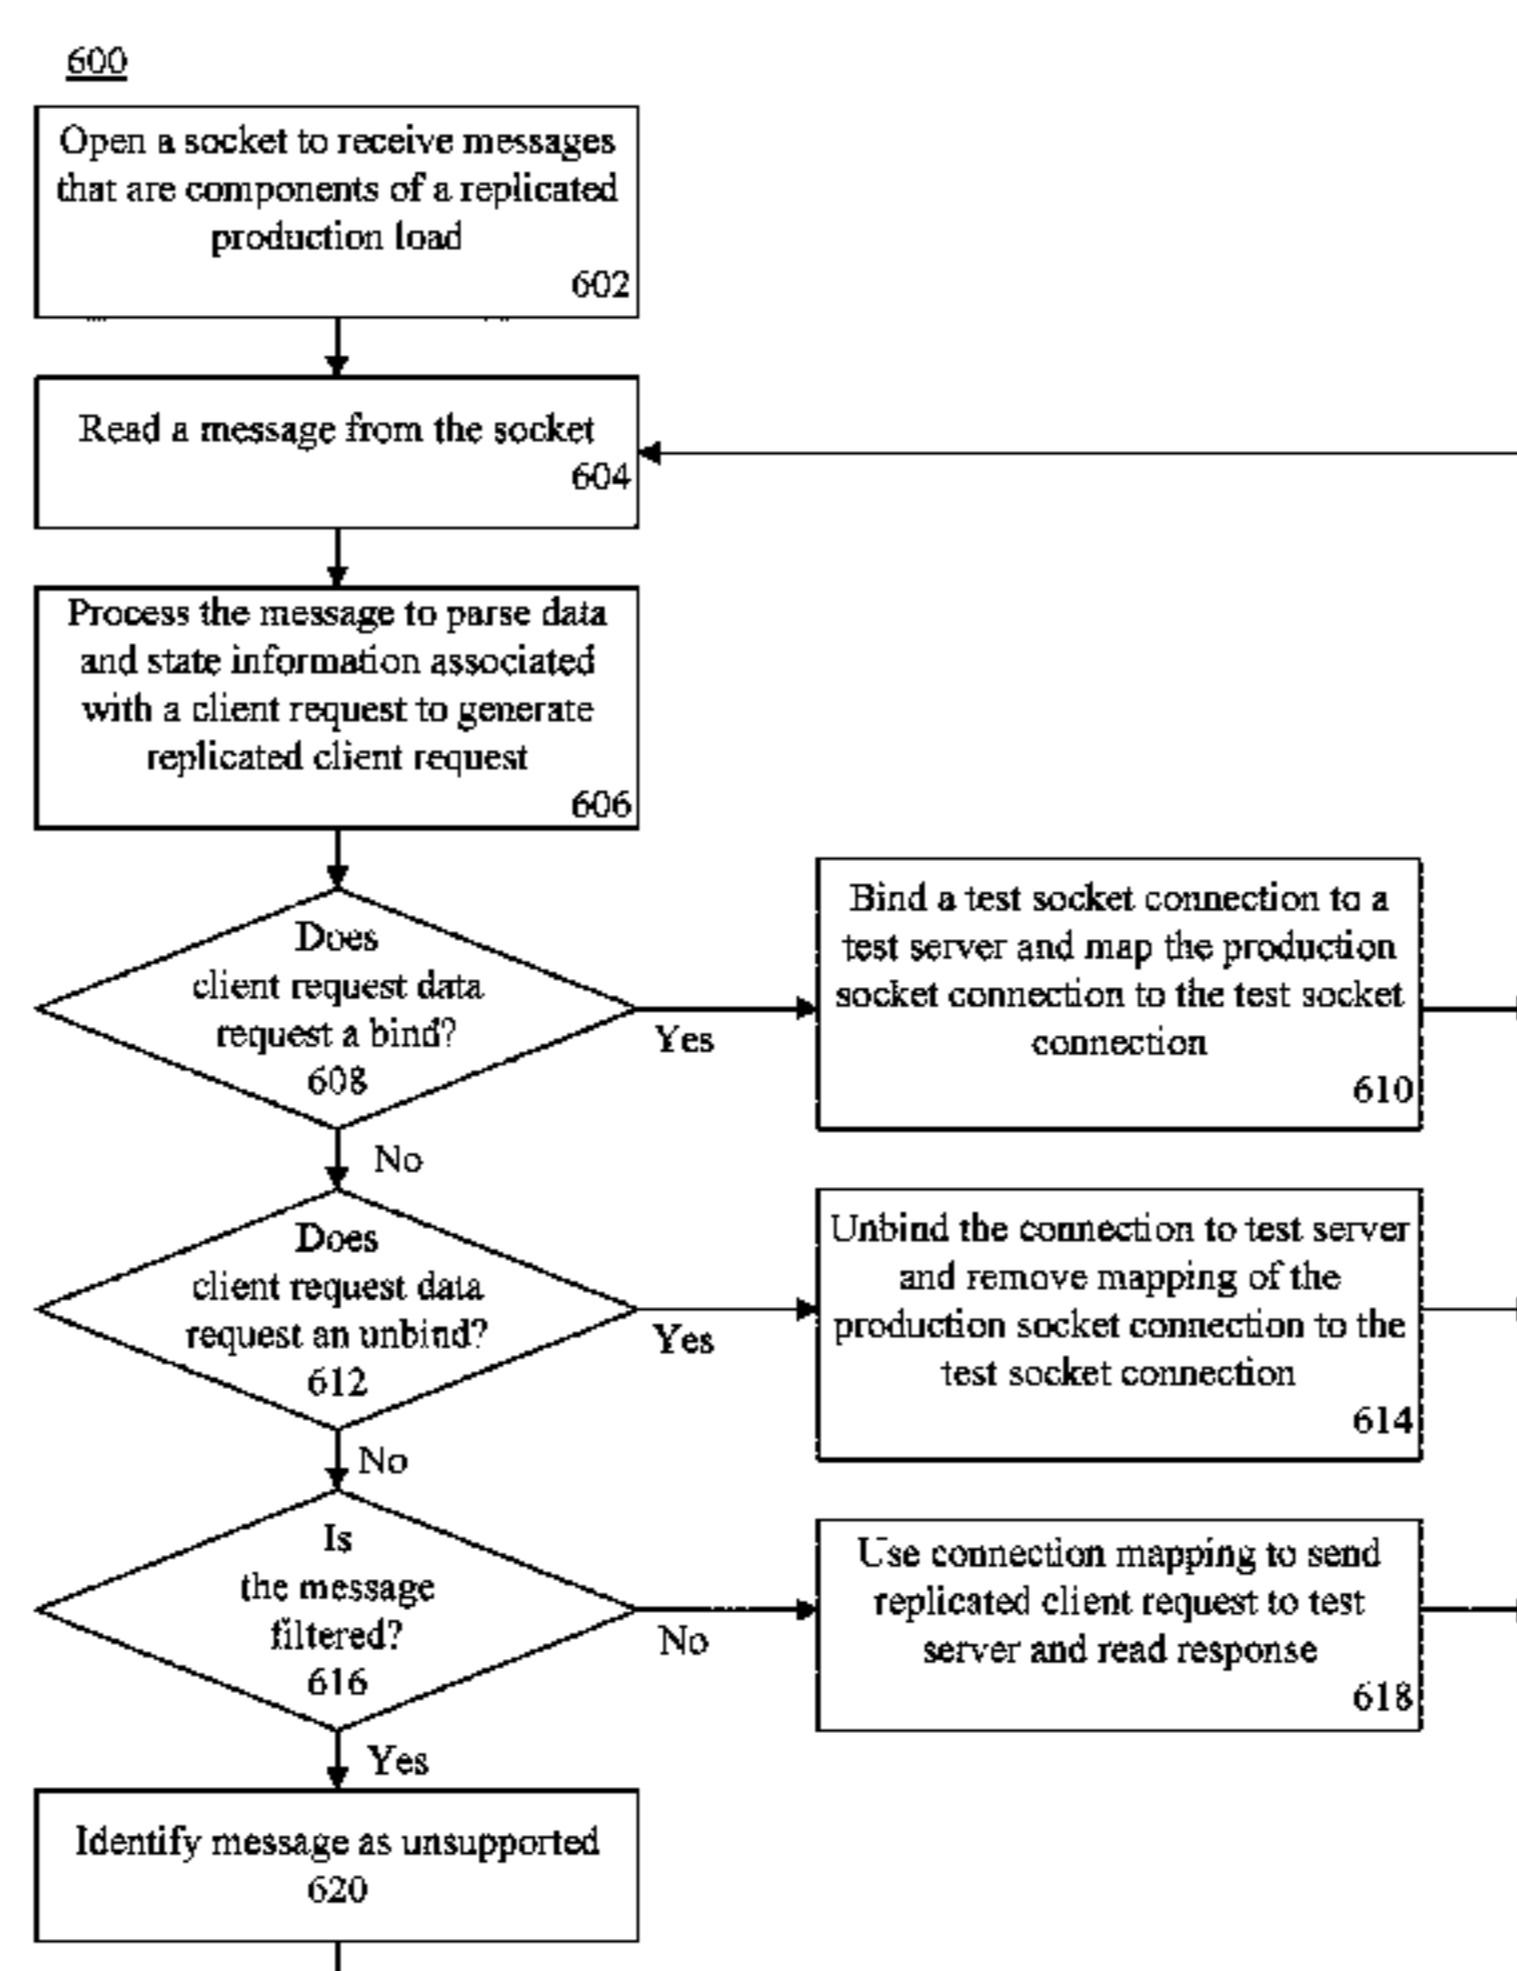 600
Open a socket to receive messages
that are components of a replicated
production load
602
Read a message from the socket
604
Process the message to parse data
and state information associated
with a client request to generate
replicated client request
606
Does
client request data
request a bind?
608
Yes
Bind a test socket connection to a
test server and map the production
socket connection to the test socket
connection
610
No
Does
client request data
request an unbind?
612
Yes
Unbind the connection to test server
and remove mapping of the
production socket connection to the
test socket connection
614
No
Is
the message
filtered?
616
No
Use connection mapping to send
replicated client request to test
server and read response
618
Yes
Identify message as unsupported
620